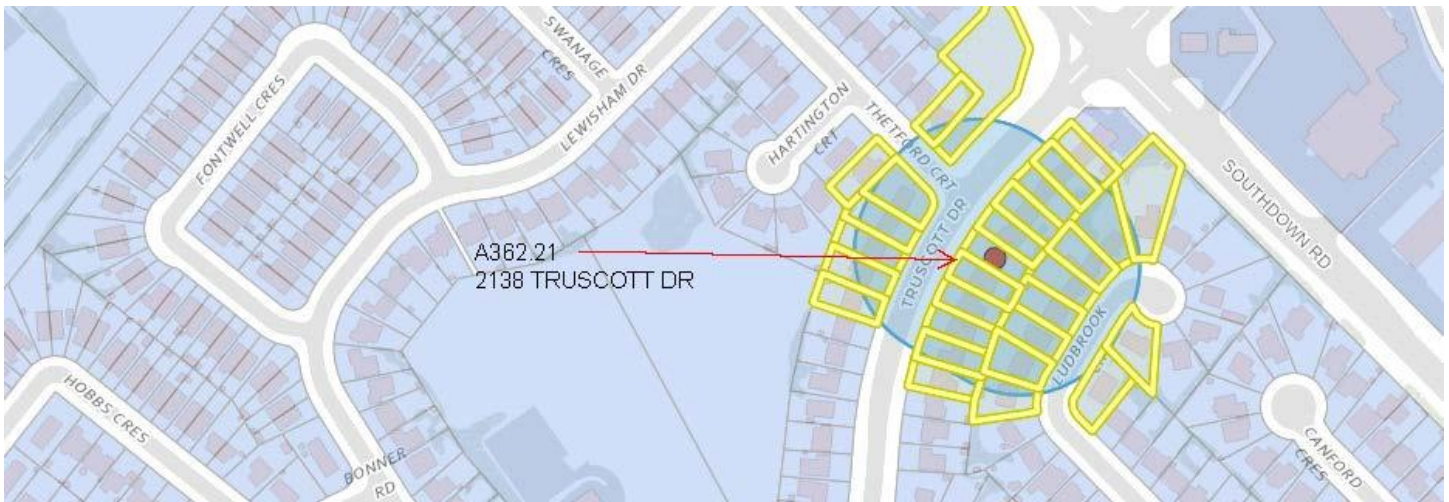 SWANAGE
CRES
FONTWELL CRES
LEWISHAM DR
HARTINGTON
CRT
THETFORD CRT
SOUTHDOWN RD
A362.21
2138 TRUSCOTT DR
TRUSCOTT DR
LUDBROOK
HOBBS CRES
BONNER
RD
CANFORD
CRES